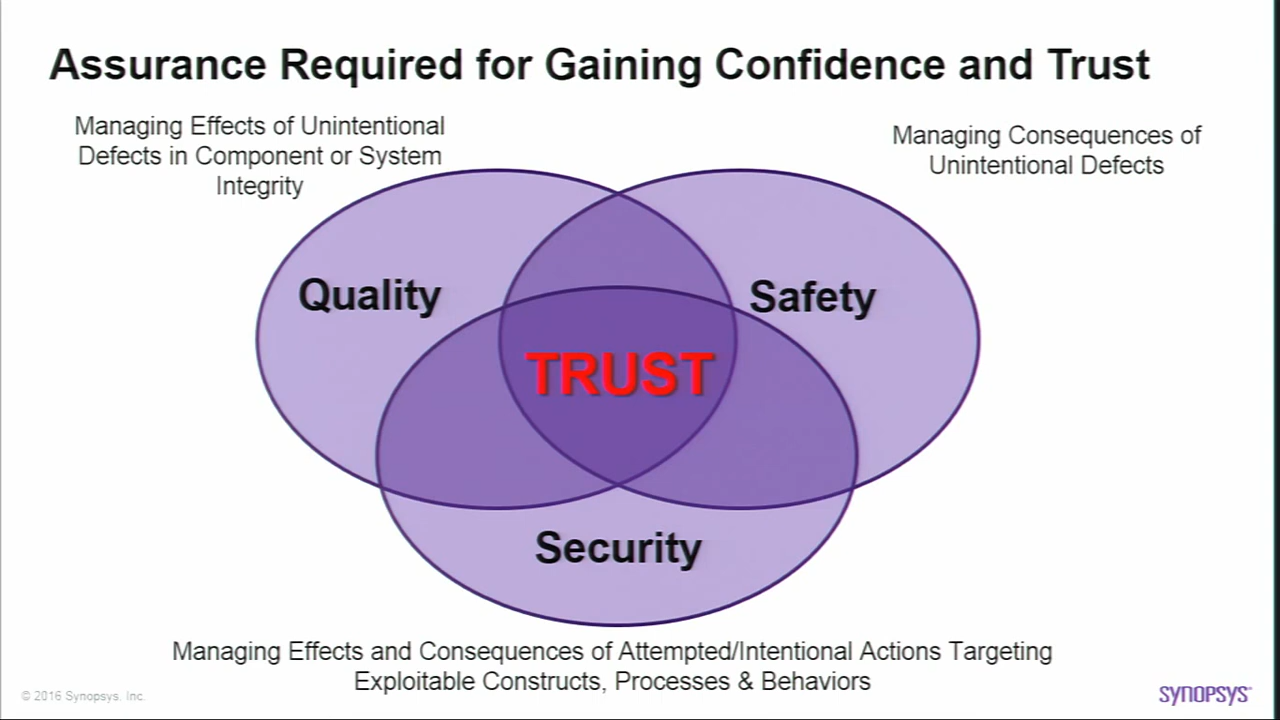 Assurance Required for Gaining Confidence and Trust
Managing Effects of Unintentional
Defects in Component or System
Integrity
Managing Consequences of
Unintentional Defects
Quality
Safety
TRUST
Security
Managing Effects and Consequences of Attempted/Intentional Actions Targeting
Exploitable Constructs, Processes & Behaviors
© 2016 Synopsys, Inc.
SYNOPSYS